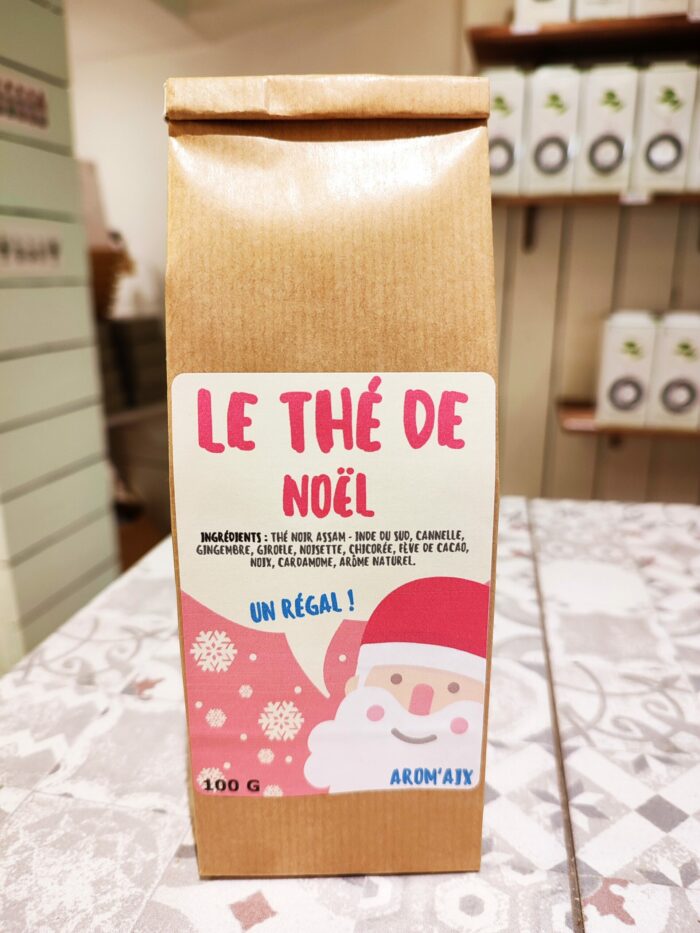 LE THÉ DE
NOËL
INGRÉDIENTS : THÉ NOIR ASSAM - INDE DU SUD, CANNELLE,
GINGEMBRE, GIROFLE, NOISETTE, CHICORÉE, FÈVE DE CACAO,
NOIX, CARDAMOME, ARÔME NATUREL.
UN RÉGAL !
100 G
AROM'AIX